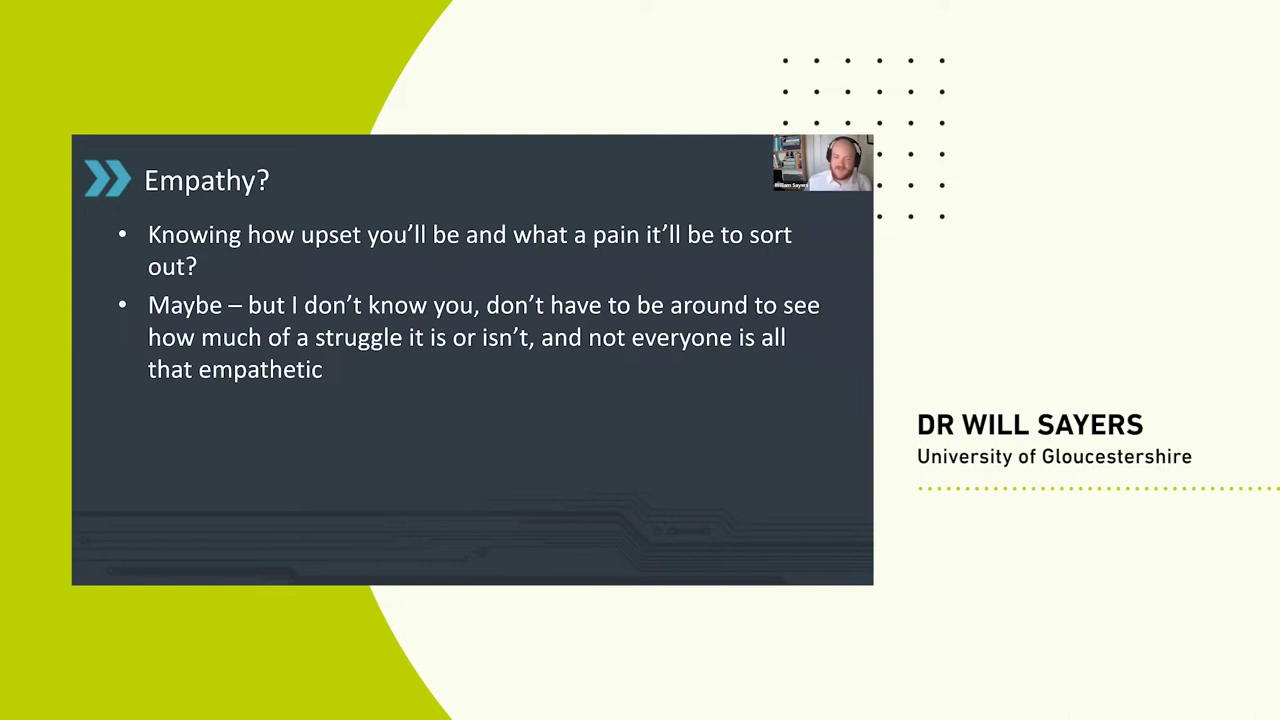 Empathy?
William Sayers
• Knowing how upset you’ll be and what a pain it’ll be to sort
out?
• Maybe – but I don’t know you, don’t have to be around to see
how much of a struggle it is or isn’t, and not everyone is all
that empathetic
DR WILL SAYERS
University of Gloucestershire